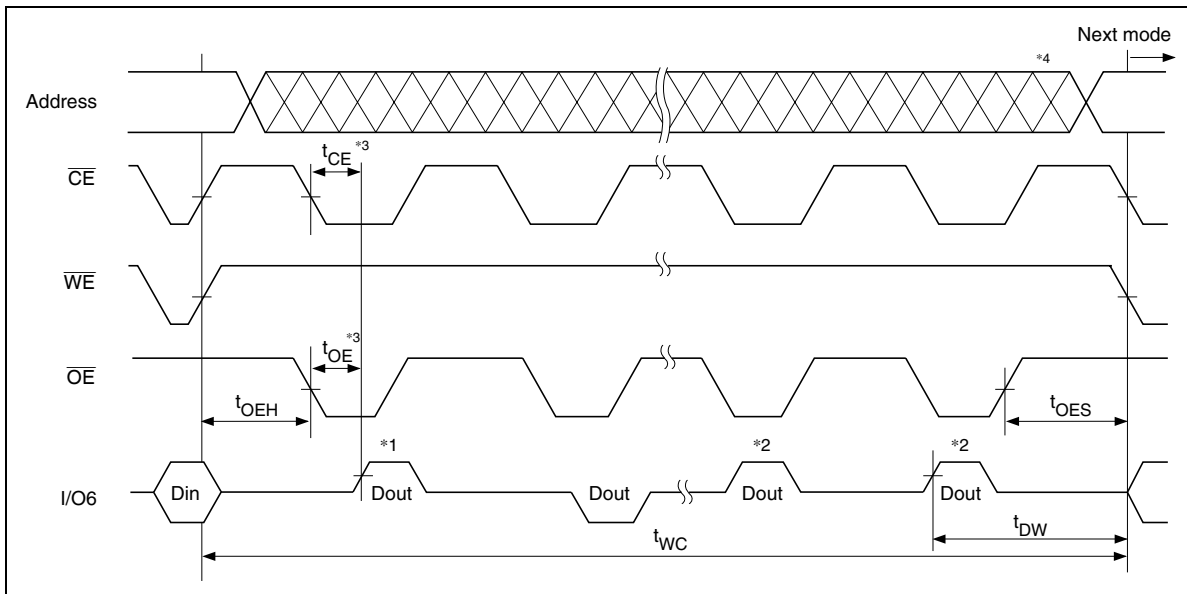 Next mode
*4
Address
tCE *3
CE
WE
tOE *3
OE
tOEH
tOES
*1
*2
*2
I/O6
Din
Dout
Dout
Dout
Dout
tDW
tWC